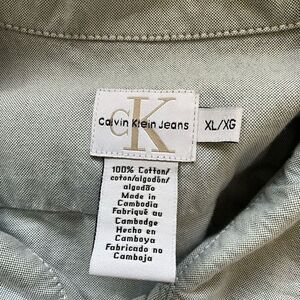 cK
Calvin Klein Jeans
XL/XG
100% Cotton/
coton/algodón/
algodão
Made in
Cambodia
Fabriqué au
Cambodge
Hecho en
Camboya
Fabricado no
Camboja